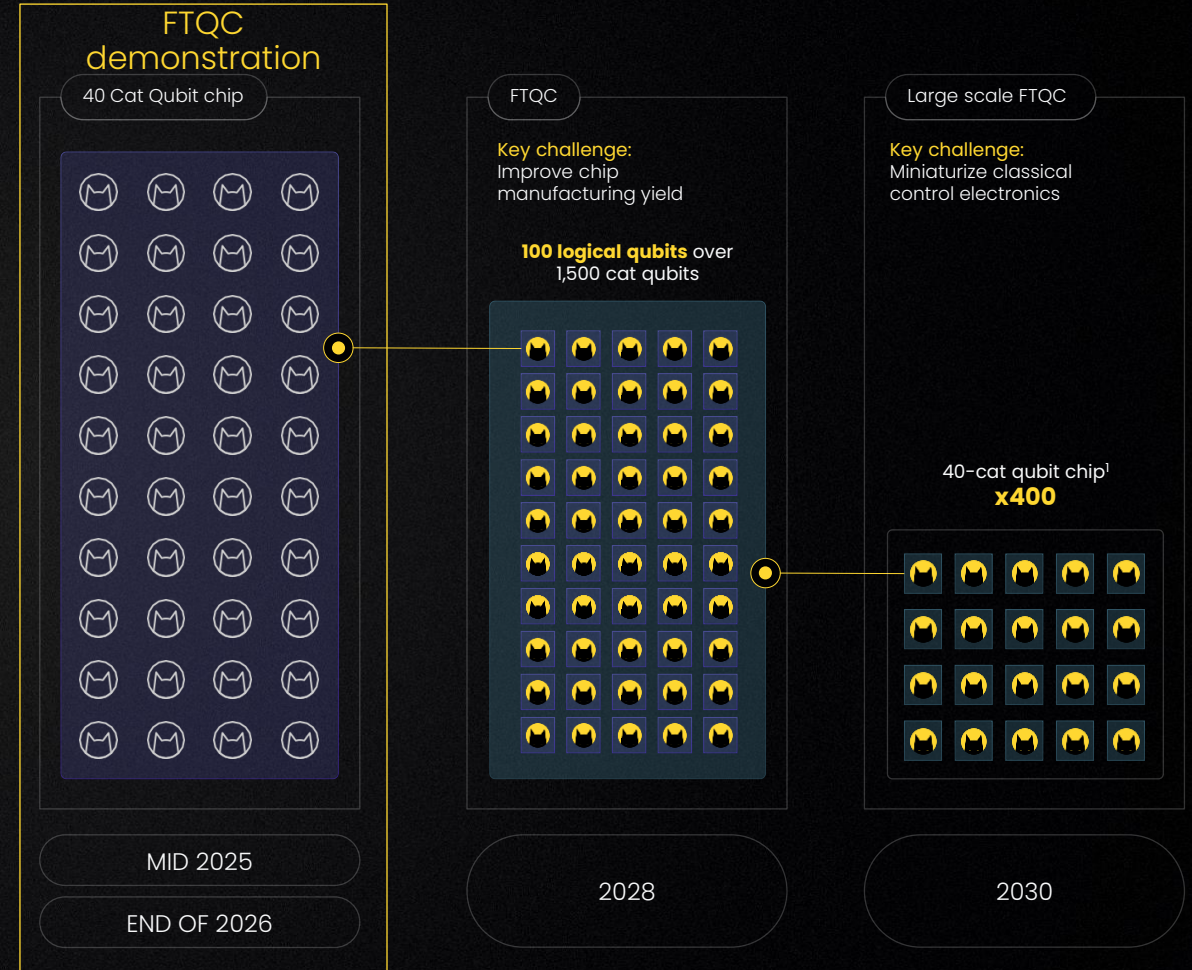 FTQC
demonstration
40 Cat Qubit chip
MID 2025
END OF 2026
FTQC
Key challenge:
Improve chip
manufacturing yield
100 logical qubits over
1,500 cat qubits
2028
Large scale FTQC
Key challenge:
Miniaturize classical
control electronics
40-cat qubit chip¹
x400
2030